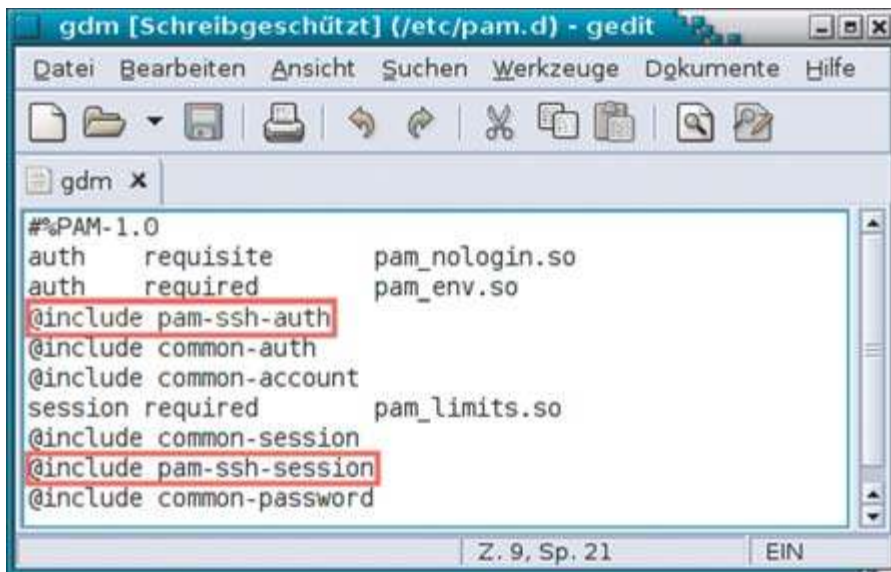 gdm [Schreibgeschützt] (/etc/pam.d) - gedit
Datei Bearbeiten Ansicht Suchen Werkzeuge Dokumente Hilfe
gdm
#%PAM-1.0
auth requisite pam_nologin.so
auth required pam_env.so
@include pam-ssh-auth
@include common-auth
@include common-account
session required pam_limits.so
@include common-session
@include pam-ssh-session
@include common-password
Z. 9, Sp. 21 EIN